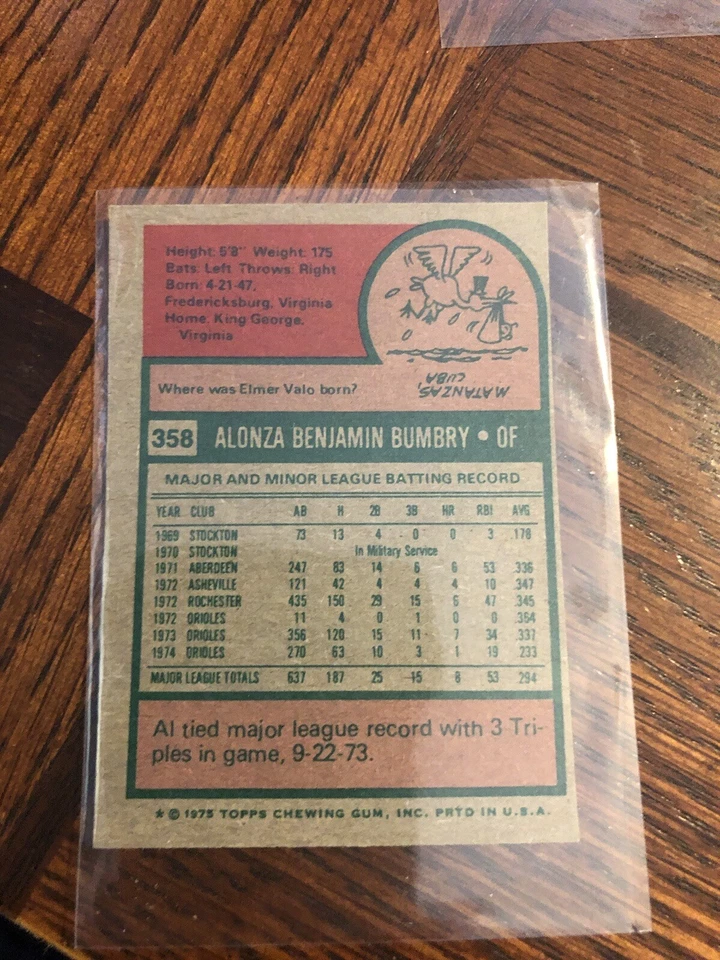 Height: 5'8" Weight: 175
Bats: Left Throws: Right
Born: 4-21-47,
Fredericksburg, Virginia
Home: King George,
Virginia
Where was Elmer Valo born?
MATANZAS,
CUBA
358 ALONZA BENJAMIN BUMBRY • OF
MAJOR AND MINOR LEAGUE BATTING RECORD
YEAR CLUB AB H 2B 3B HR RBI AVG
1969 STOCKTON 73 13 4 0 0 3 .178
1970 STOCKTON In Military Service
1971 ABERDEEN 247 83 14 6 6 53 .336
1972 ASHEVILLE 121 42 4 4 4 10 .347
1972 ROCHESTER 435 150 29 15 6 47 .345
1972 ORIOLES 11 4 0 1 0 0 .364
1973 ORIOLES 356 120 15 11 7 34 .337
1974 ORIOLES 270 63 10 3 1 19 .233
MAJOR LEAGUE TOTALS 637 187 25 15 8 53 .294
Al tied major league record with 3 Tri-
ples in game, 9-22-73.
* © 1975 TOPPS CHEWING GUM, INC. PRTD IN U.S.A.